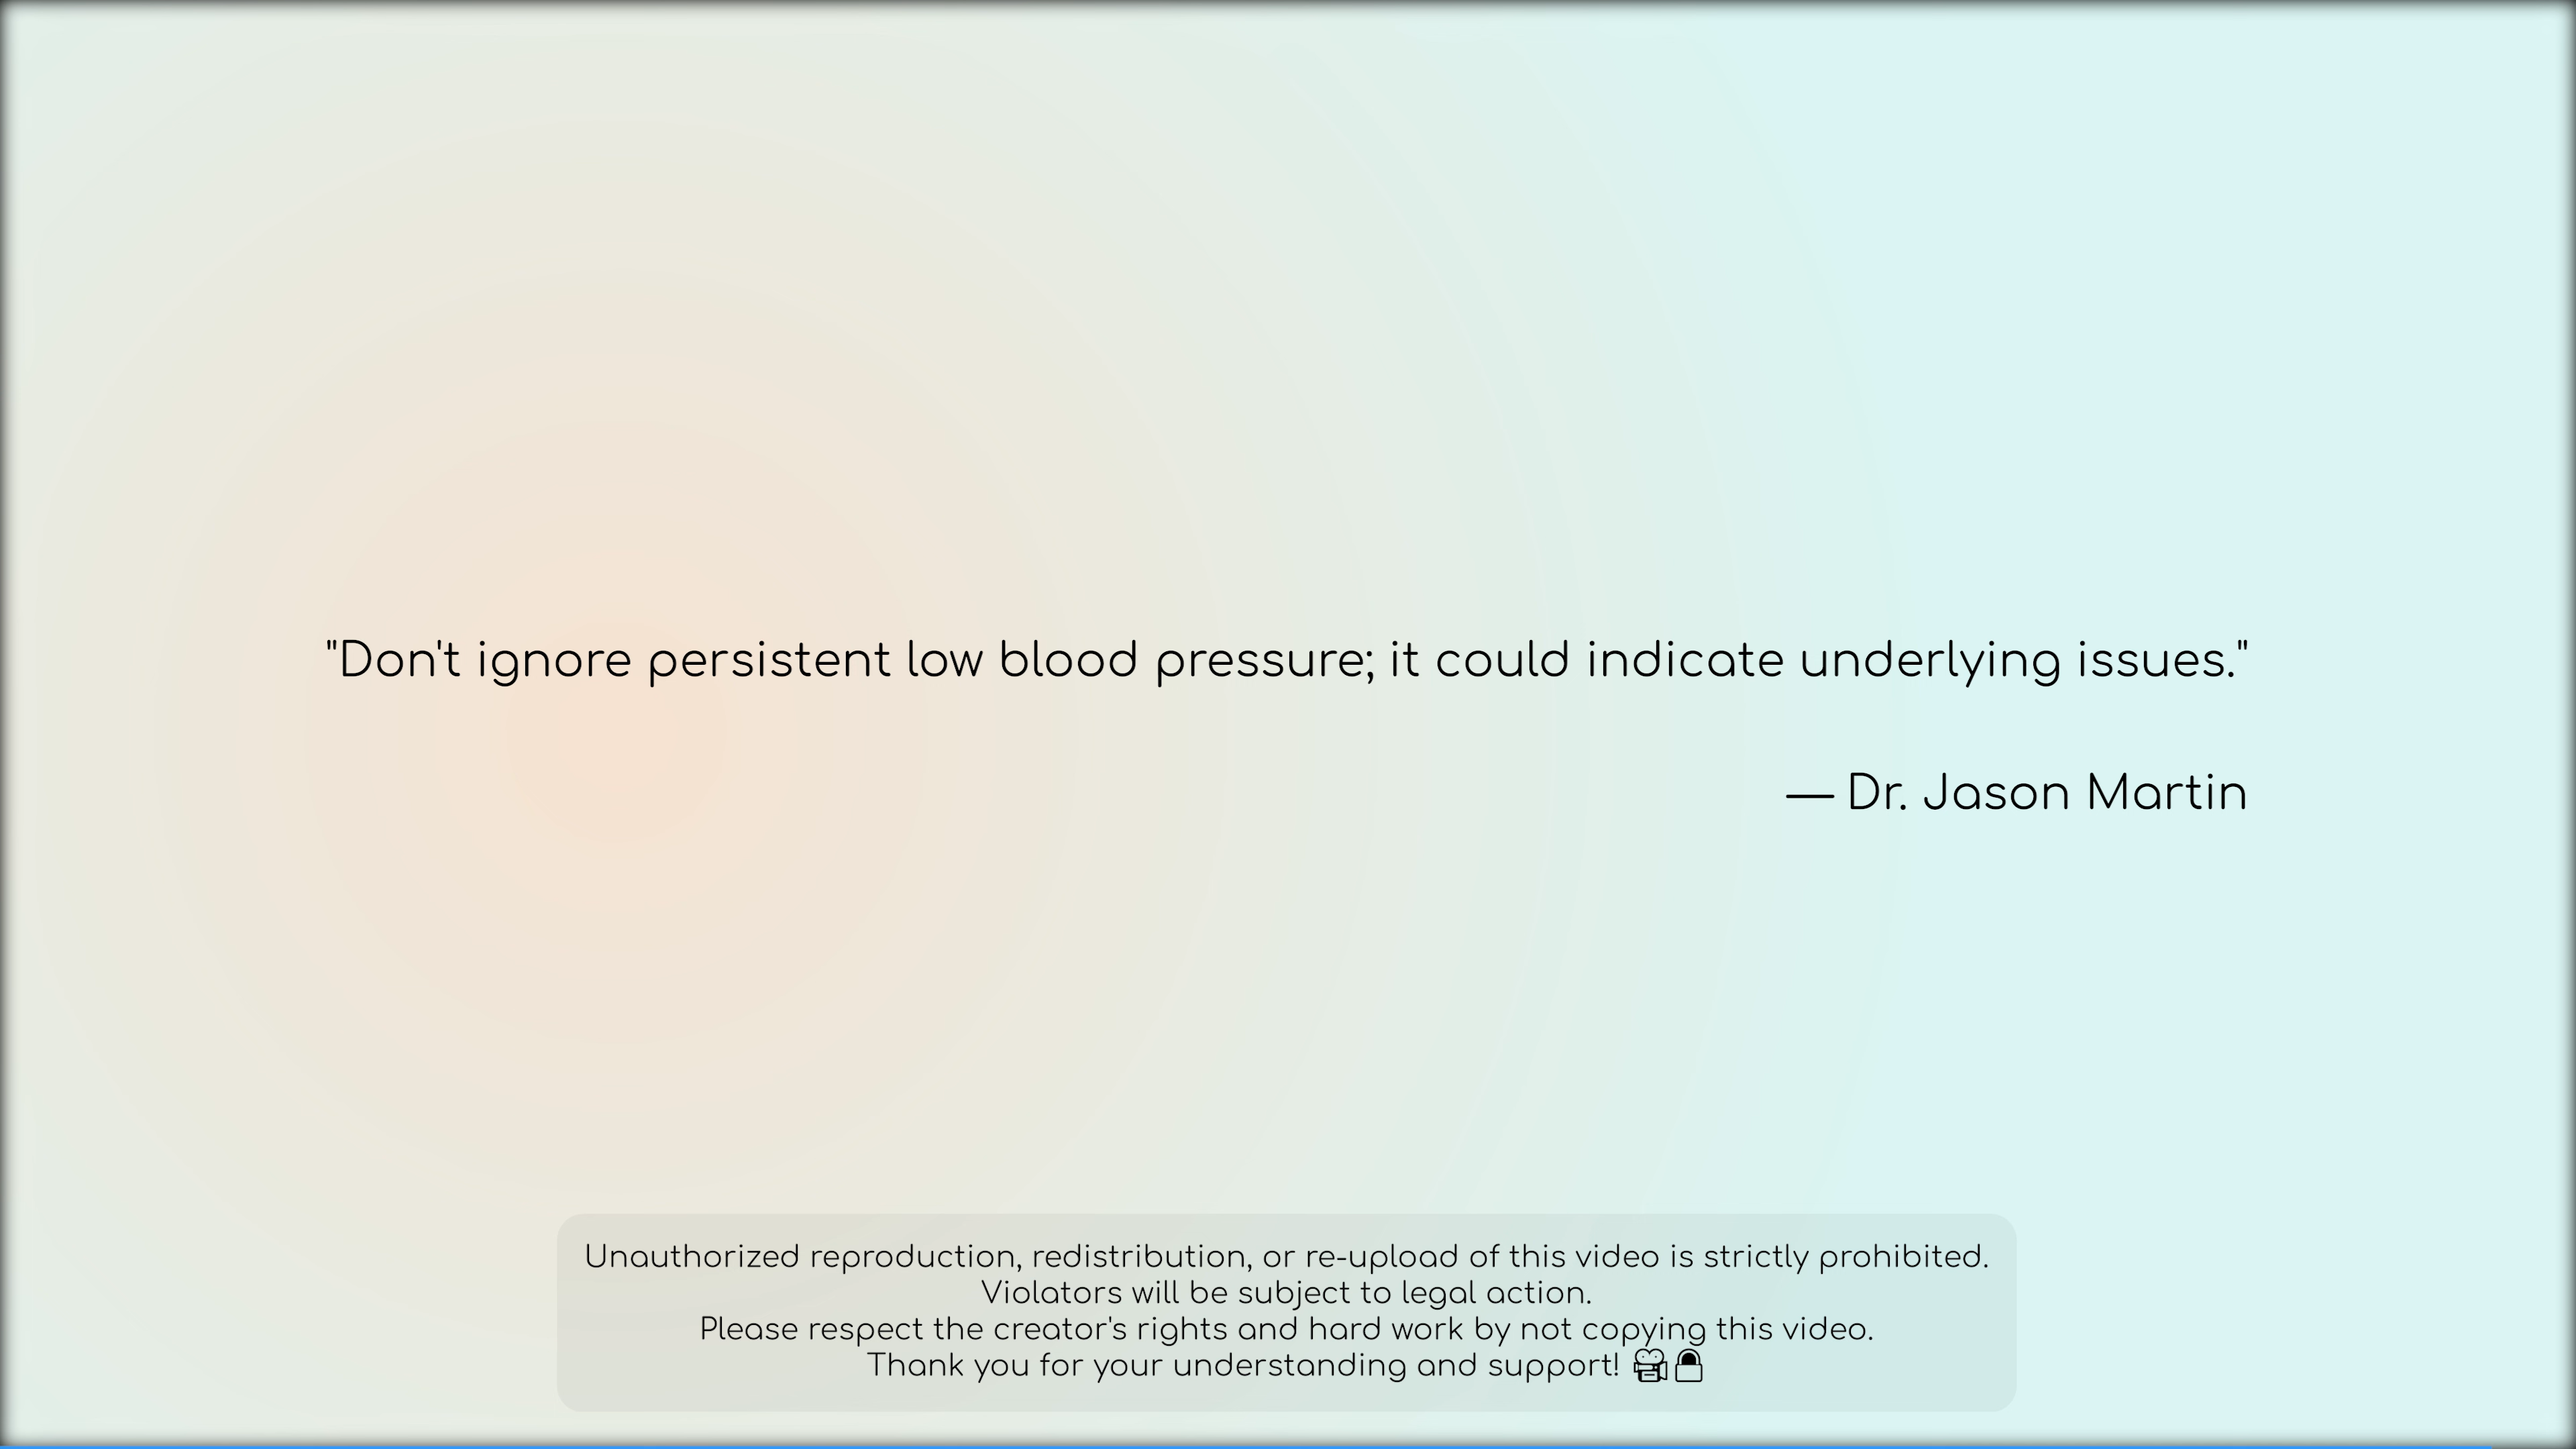 "Don't ignore persistent low blood pressure; it could indicate underlying issues."
— Dr. Jason Martin
Unauthorized reproduction, redistribution, or re-upload of this video is strictly prohibited.
Violators will be subject to legal action.
Please respect the creator's rights and hard work by not copying this video.
Thank you for your understanding and support! 🎥🔒